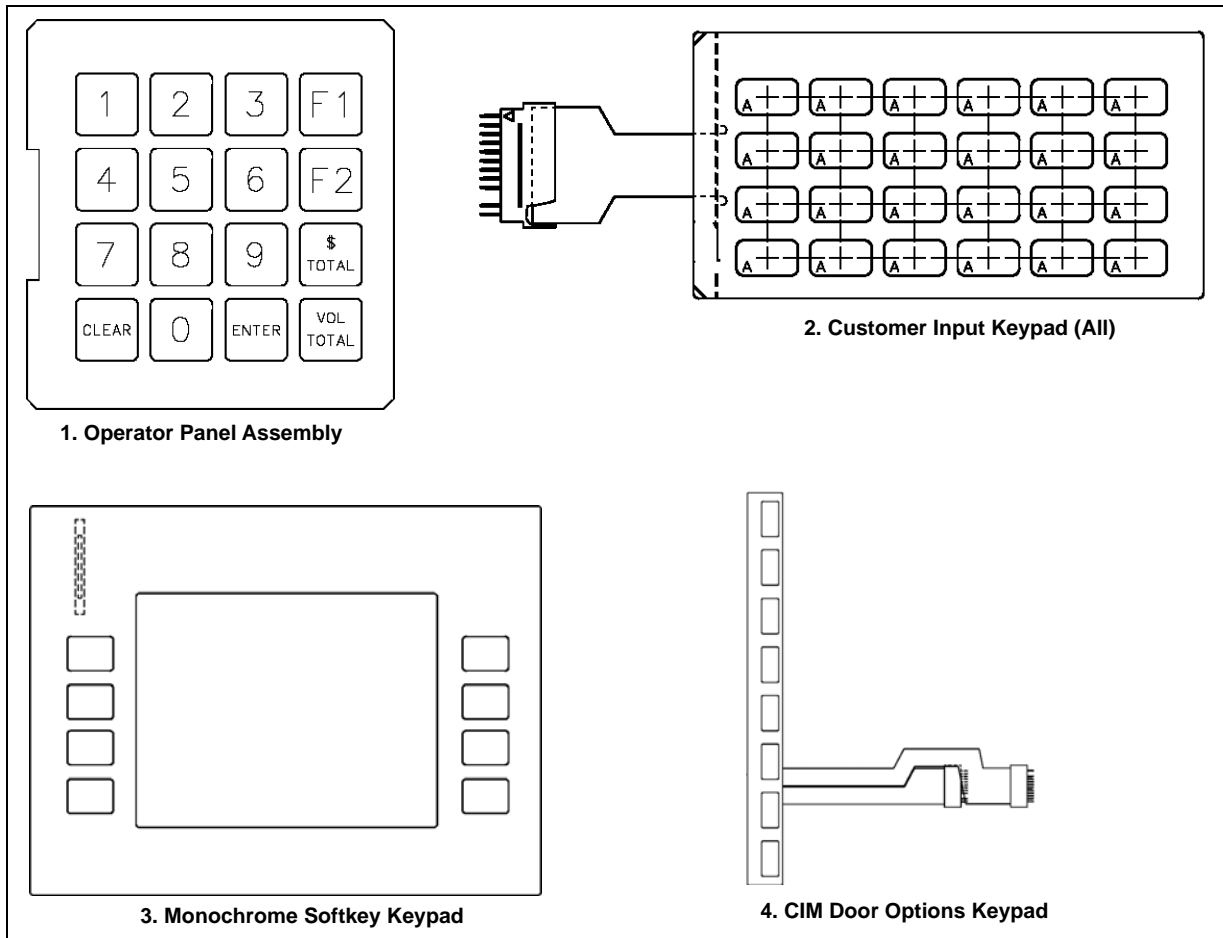 1 2 3 F1
4 5 6 F2
7 8 9 $ TOTAL
CLEAR 0 ENTER VOL TOTAL
1. Operator Panel Assembly
A A A A A A
A A A A A A
A A A A A A
A A A A A A
2. Customer Input Keypad (All)
3. Monochrome Softkey Keypad
4. CIM Door Options Keypad